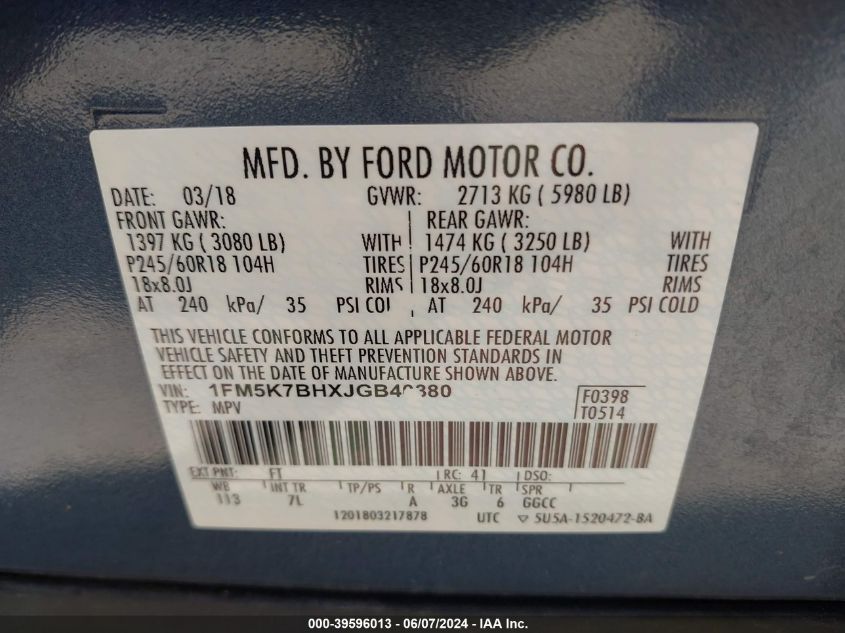 MFD. BY FORD MOTOR CO.
DATE: 03/18 GVWR: 2713 KG ( 5980 LB)
FRONT GAWR: REAR GAWR:
1397 KG ( 3080 LB) WITH 1474 KG ( 3250 LB) WITH
P245/60R18 104H TIRES P245/60R18 104H TIRES
18x8.0J RIMS 18x8.0J RIMS
AT 240 kPa/ 35 PSI COL AT 240 kPa/ 35 PSI COLD
THIS VEHICLE CONFORMS TO ALL APPLICABLE FEDERAL MOTOR
VEHICLE SAFETY AND THEFT PREVENTION STANDARDS IN
EFFECT ON THE DATE OF MANUFACTURE SHOWN ABOVE.
VIN:
TYPE: MPV
F0398
T0514
EXT PNT: FT RC: 41 DSO:
WB INT TR TP/PS R AXLE TR SPR
113 7L A 3G 6 GGCC
1201803217878 UTC ▽ 5U5A-1520472-BA
000-39596013 - 06/07/2024 - IAA Inc.